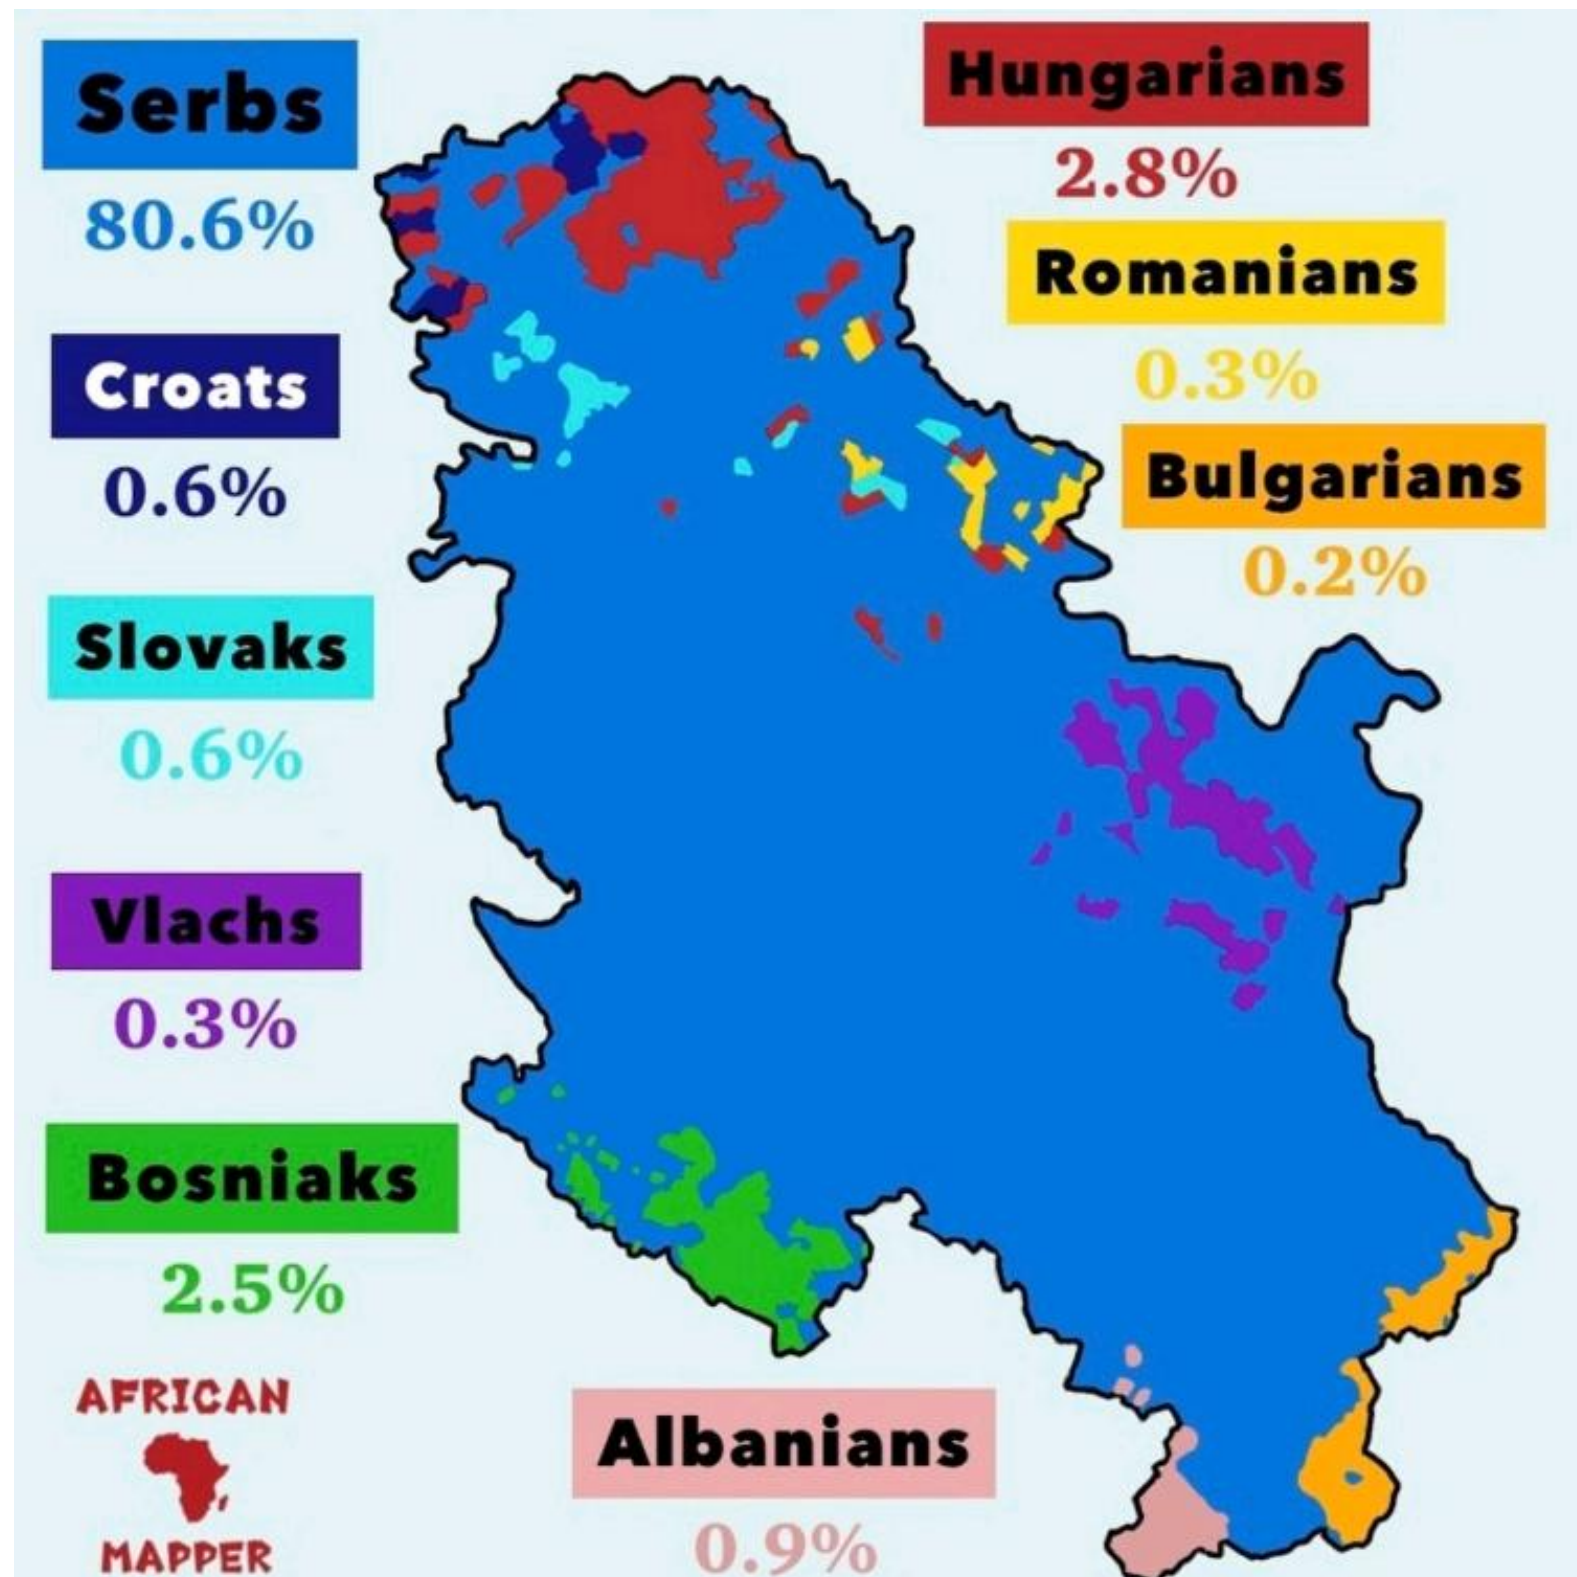 Serbs
80.6%
Croats
0.6%
Slovaks
0.6%
Vlachs
0.3%
Bosniaks
2.5%
Hungarians
2.8%
Romanians
0.3%
Bulgarians
0.2%
Albanians
0.9%
AFRICAN
MAPPER